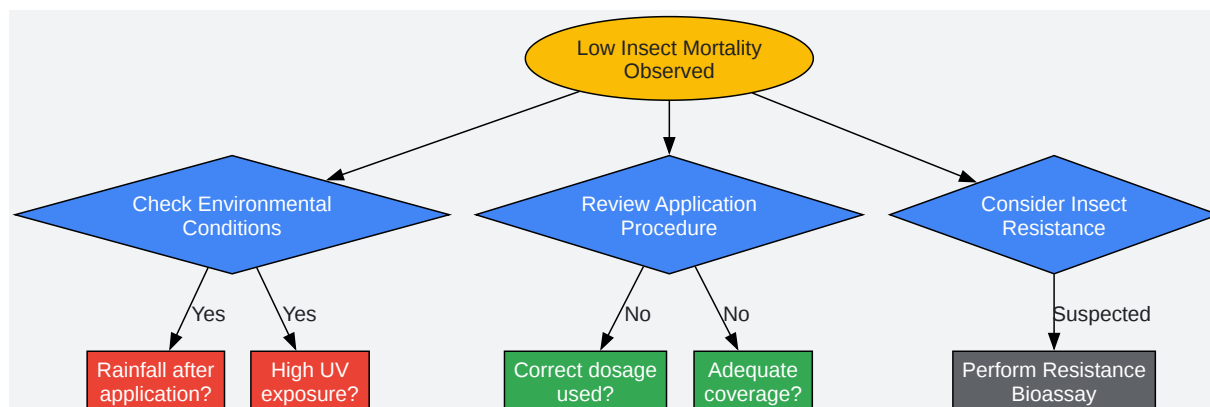 Low Insect Mortality
Observed
Check Environmental
Conditions
Review Application
Procedure
Consider Insect
Resistance
Yes
Yes
No
No
Suspected
Rainfall after
application?
High UV
exposure?
Correct dosage
used?
Adequate
coverage?
Perform Resistance
Bioassay